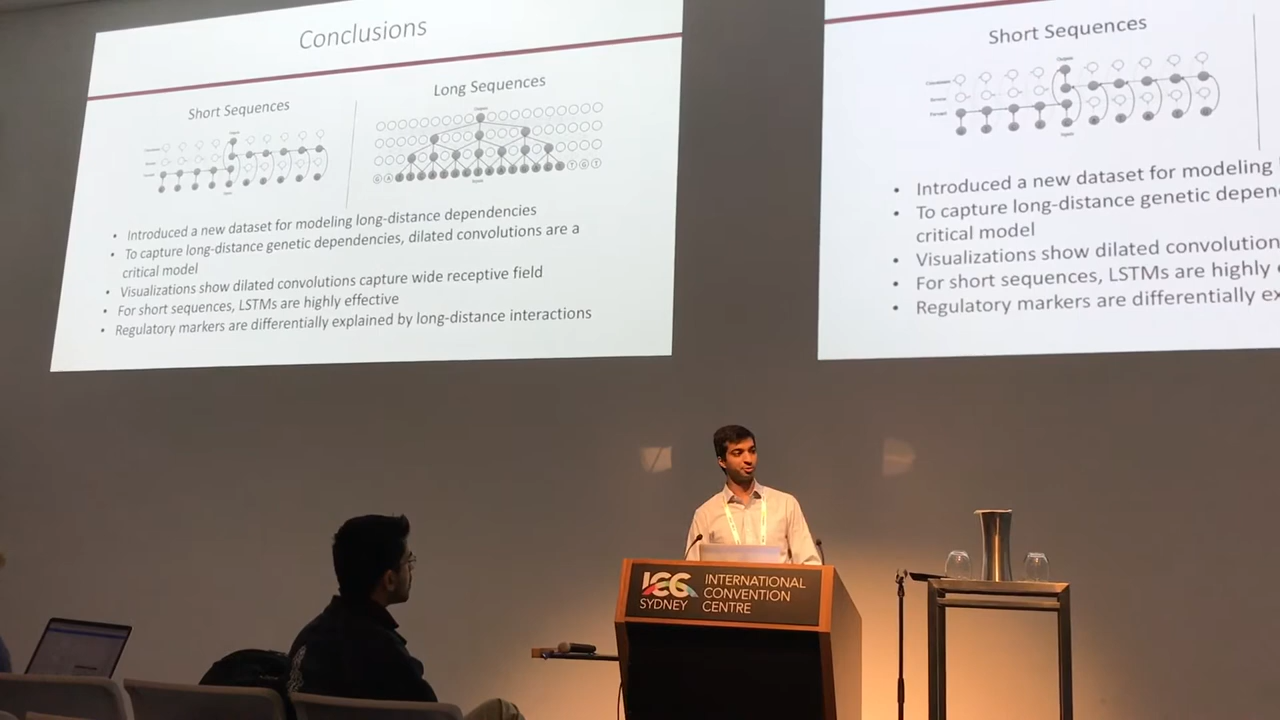 Conclusions
Short Sequences
Long Sequences
Introduced a new dataset for modeling long-distance dependencies
To capture long-distance genetic dependencies, dilated convolutions are a
critical model
Visualizations show dilated convolutions capture wide receptive field
For short sequences, LSTMs are highly effective
Regulatory markers are differentially explained by long-distance interactions
Short Sequences
Introduced a new dataset for modeling
To capture long-distance genetic depen
critical model
Visualizations show dilated convolution
For short sequences, LSTMs are highly
Regulatory markers are differentially ex
ICC
SYDNEY
INTERNATIONAL
CONVENTION
CENTRE